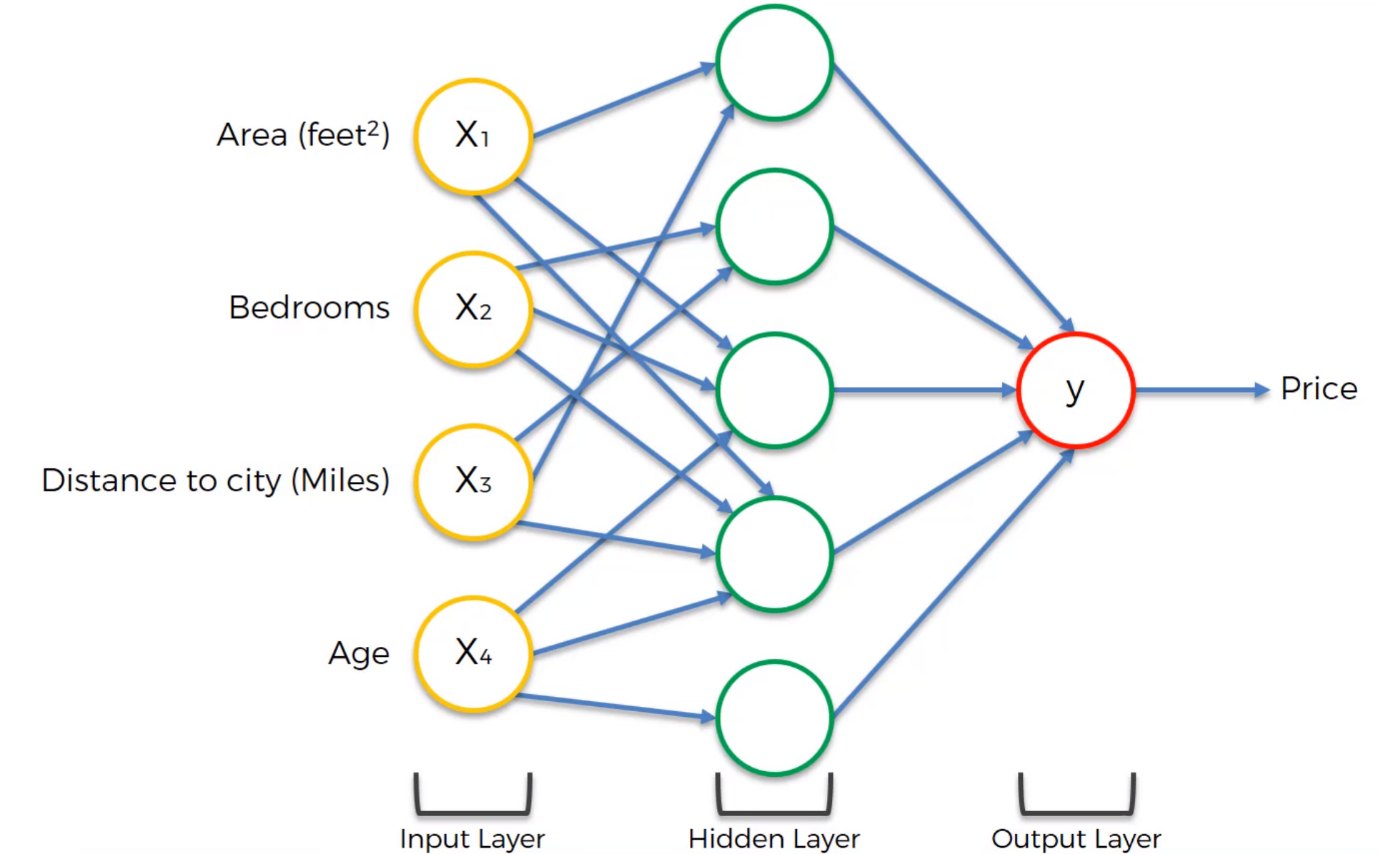 Area (feet²)
X₁
Bedrooms
X₂
Distance to city (Miles)
X₃
Age
X₄
y
Price
Input Layer
Hidden Layer
Output Layer